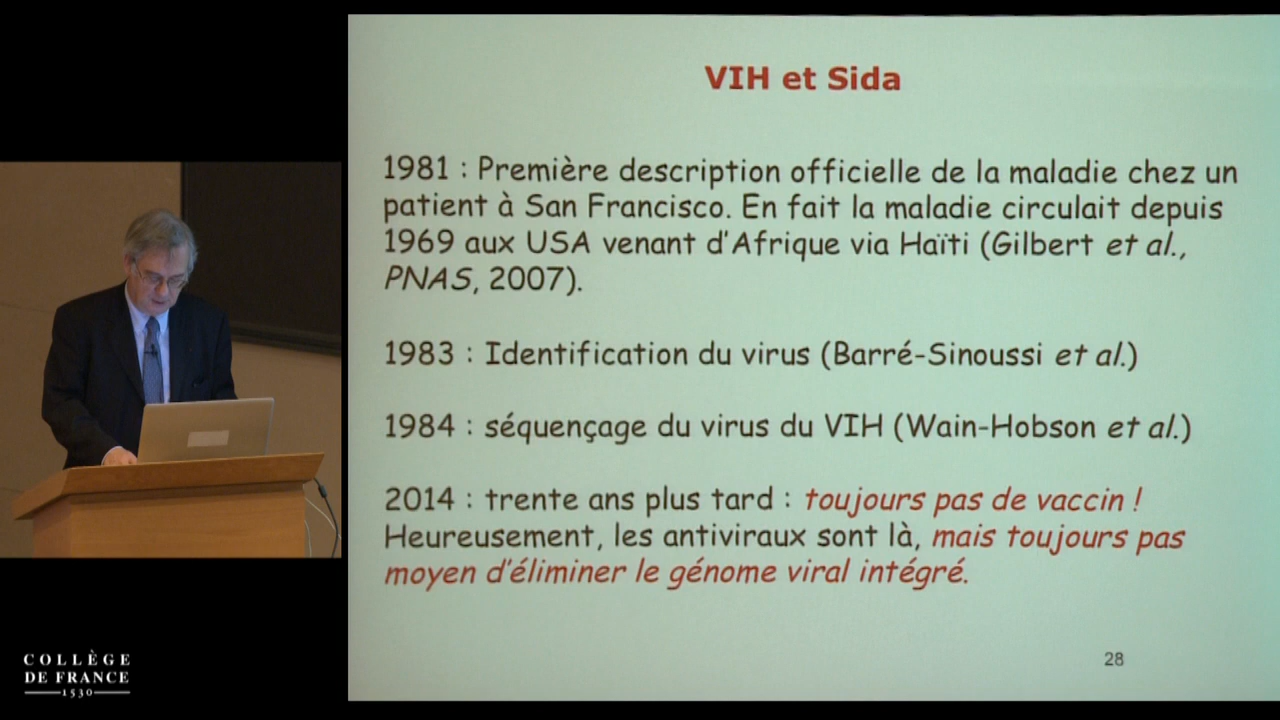 VIH et Sida
1981 : Première description officielle de la maladie chez un
patient à San Francisco. En fait la maladie circulait depuis
1969 aux USA venant d'Afrique via Haïti (Gilbert et al.,
PNAS, 2007).
1983 : Identification du virus (Barré-Sinoussi et al.)
1984 : séquençage du virus du VIH (Wain-Hobson et al.)
2014 : trente ans plus tard : toujours pas de vaccin !
Heureusement, les antiviraux sont là, mais toujours pas
moyen d'éliminer le génome viral intégré.
28
COLLÈGE
DE FRANCE
1530